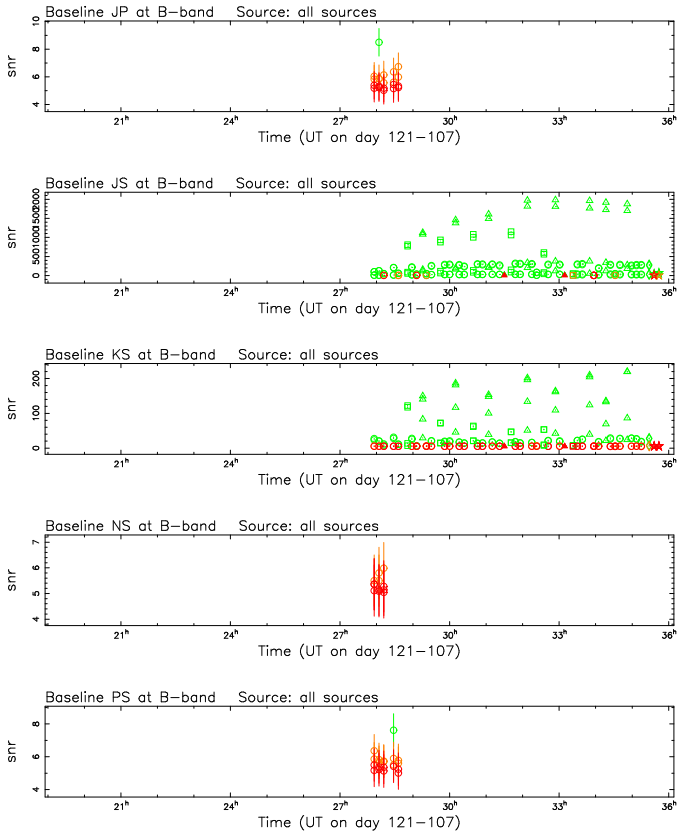 Baseline JP at B-band Source: all sources
10
8
6
4
snr
21h 24h 27h 30h 33h 36h
Time (UT on day 121-107)
Baseline JS at B-band Source: all sources
2000
1500
1000
500
0
snr
21h 24h 27h 30h 33h 36h
Time (UT on day 121-107)
Baseline KS at B-band Source: all sources
200
100
0
snr
21h 24h 27h 30h 33h 36h
Time (UT on day 121-107)
Baseline NS at B-band Source: all sources
7
6
5
4
snr
21h 24h 27h 30h 33h 36h
Time (UT on day 121-107)
Baseline PS at B-band Source: all sources
8
6
4
snr
21h 24h 27h 30h 33h 36h
Time (UT on day 121-107)